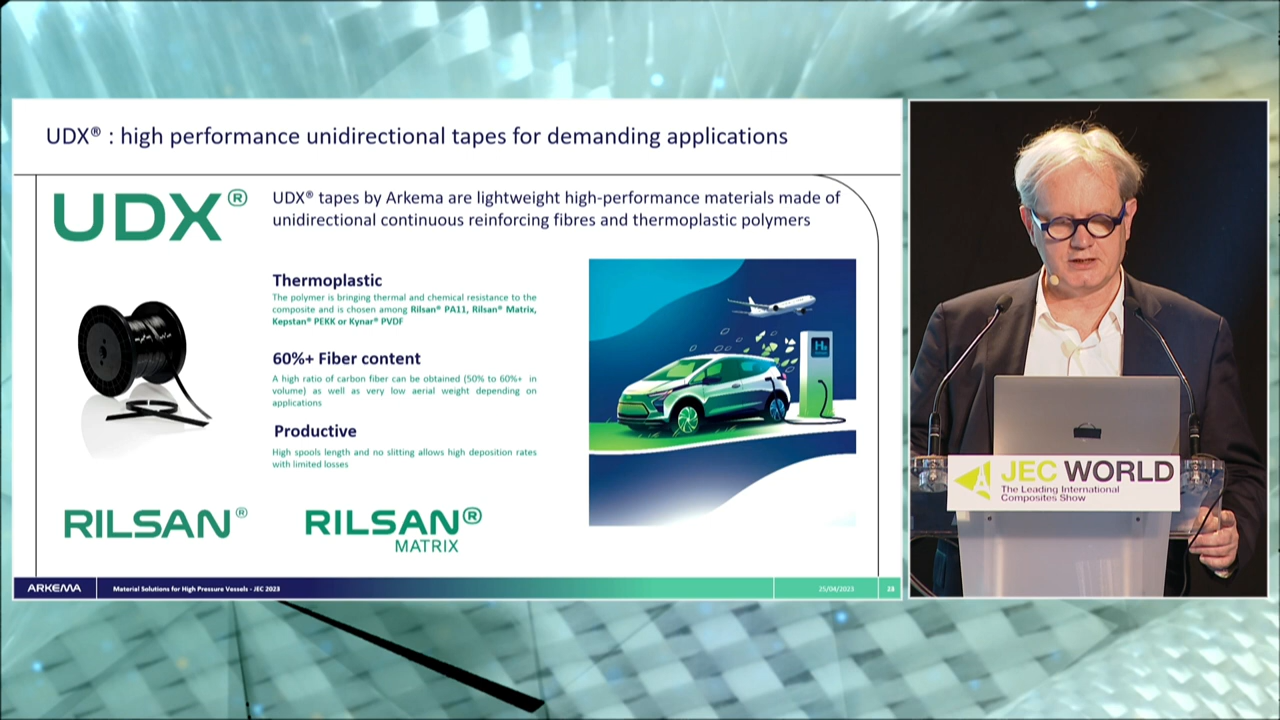 UDX® : high performance unidirectional tapes for demanding applications
UDX®
UDX® tapes by Arkema are lightweight high-performance materials made of
unidirectional continuous reinforcing fibres and thermoplastic polymers
Thermoplastic
The polymer is bringing thermal and chemical resistance to the
composite and is chosen among Rilsan® PA11, Rilsan® Matrix,
Kepstan® PEKK or Kynar® PVDF
60%+ Fiber content
A high ratio of carbon fiber can be obtained (50% to 60%+ in
volume) as well as very low aerial weight depending on
applications
Productive
High spools length and no slitting allows high deposition rates
with limited losses
H₂
RILSAN®
RILSAN®
MATRIX
ARKEMA
Material Solutions for High Pressure Vessels - JEC 2023
25/04/2023
23
JEC WORLD
The Leading International
Composites Show